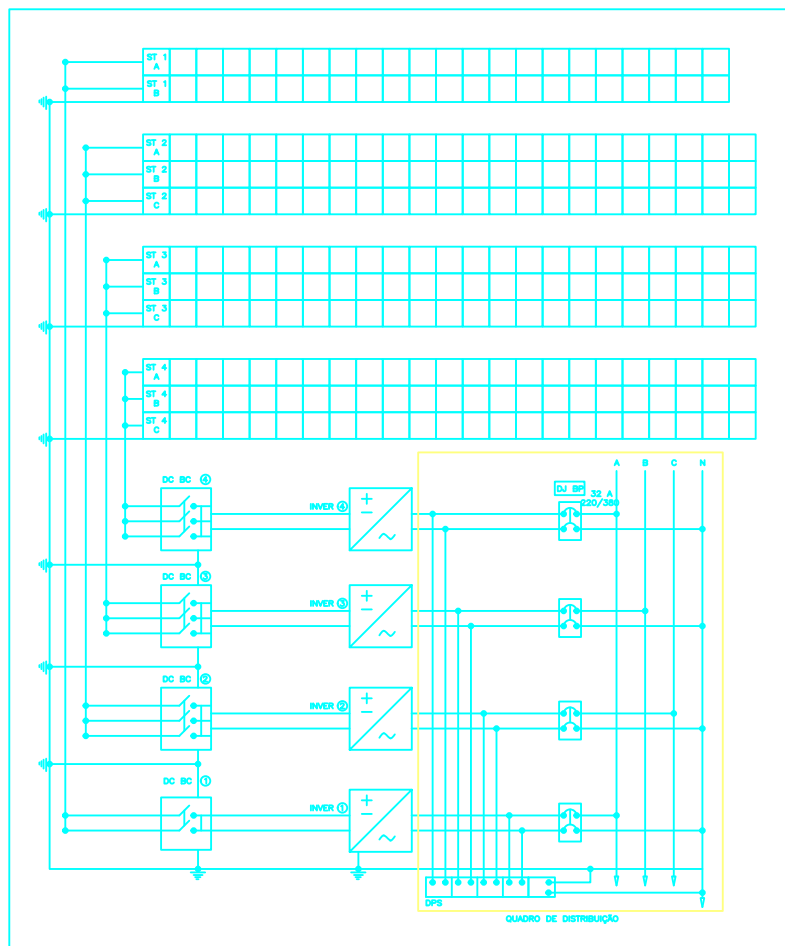 ST 1
A
ST 1
B
ST 2
A
ST 2
B
ST 2
C
ST 3
A
ST 3
B
ST 3
C
ST 4
A
ST 4
B
ST 4
C
A B C N
DC BC 4
DJ BP
32 A
220/380
INVER 4
DC BC 3
INVER 3
DC BC 2
INVER 2
DC BC 1
INVER 1
DPS
QUADRO DE DISTRIBUIÇÃO